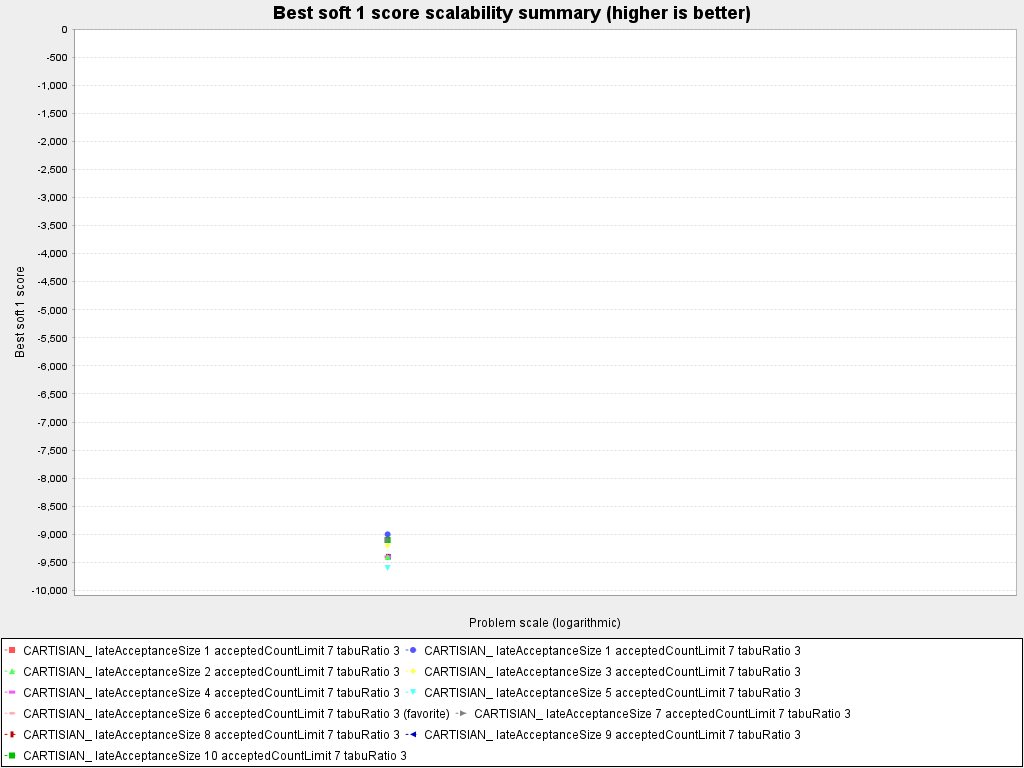 Best soft 1 score scalability summary (higher is better)
0
-500
-1,000
-1,500
-2,000
-2,500
-3,000
-3,500
-4,000
-4,500
-5,000
-5,500
-6,000
-6,500
-7,000
-7,500
-8,000
-8,500
-9,000
-9,500
-10,000
Best soft 1 score
Problem scale (logarithmic)
CARTISIAN_ lateAcceptanceSize 1 acceptedCountLimit 7 tabuRatio 3 CARTISIAN_ lateAcceptanceSize 1 acceptedCountLimit 7 tabuRatio 3
CARTISIAN_ lateAcceptanceSize 2 acceptedCountLimit 7 tabuRatio 3 CARTISIAN_ lateAcceptanceSize 3 acceptedCountLimit 7 tabuRatio 3
CARTISIAN_ lateAcceptanceSize 4 acceptedCountLimit 7 tabuRatio 3 CARTISIAN_ lateAcceptanceSize 5 acceptedCountLimit 7 tabuRatio 3
CARTISIAN_ lateAcceptanceSize 6 acceptedCountLimit 7 tabuRatio 3 (favorite) CARTISIAN_ lateAcceptanceSize 7 acceptedCountLimit 7 tabuRatio 3
CARTISIAN_ lateAcceptanceSize 8 acceptedCountLimit 7 tabuRatio 3 CARTISIAN_ lateAcceptanceSize 9 acceptedCountLimit 7 tabuRatio 3
CARTISIAN_ lateAcceptanceSize 10 acceptedCountLimit 7 tabuRatio 3